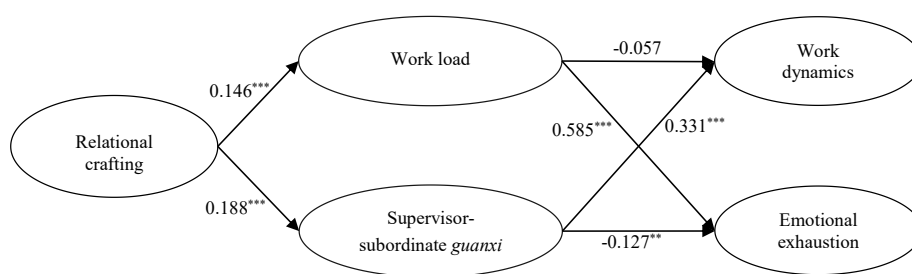 Work load
-0.057
Work
dynamics
0.146***
0.585***
0.331***
Relational
crafting
0.188***
Supervisor-
subordinate guanxi
-0.127**
Emotional
exhaustion